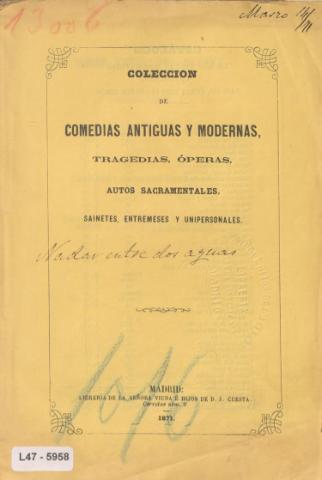 13006
Marzo 14/71
COLECCION
DE
COMEDIAS ANTIGUAS Y MODERNAS,
TRAGEDIAS, ÓPERAS,
AUTOS SACRAMENTALES,
SAINETES, ENTREMESES Y UNIPERSONALES.
Nadar entre dos aguas
1016
MADRID:
LIBRERIA DE LA SEÑORA VIUDA É HIJOS DE D. J. CUESTA.
1871.
L47 - 5958